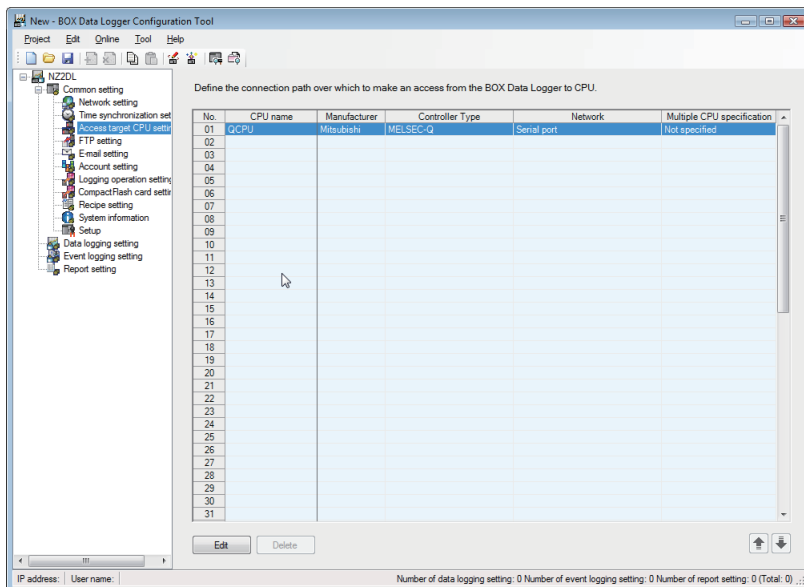 New - BOX Data Logger Configuration Tool
Project Edit Online Tool Help
NZ2DL
Common setting
Network setting
Time synchronization set
Access target CPU settin
FTP setting
E-mail setting
Account setting
Logging operation setting
CompactFlash card settin
Recipe setting
System information
Setup
Data logging setting
Event logging setting
Report setting
Define the connection path over which to make an access from the BOX Data Logger to CPU.
No. CPU name Manufacturer Controller Type Network Multiple CPU specification
01 QCPU Mitsubishi MELSEC-Q Serial port Not specified
02
03
04
05
06
07
08
09
10
11
12
13
14
15
16
17
18
19
20
21
22
23
24
25
26
27
28
29
30
31
Edit Delete
IP address: User name: Number of data logging setting: 0 Number of event logging setting: 0 Number of report setting: 0 (Total: 0)